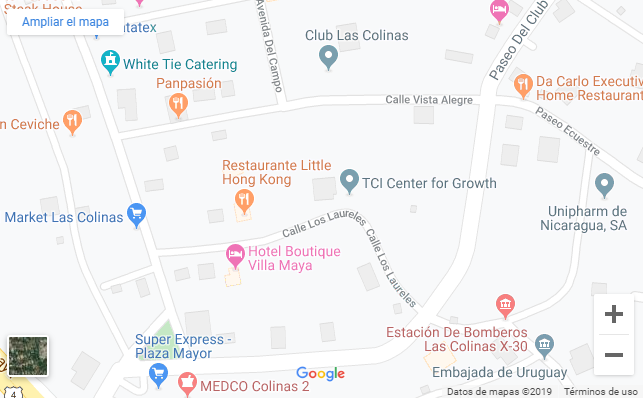 Steak House
Ampliar el mapa
tatex
White Tie Catering
Panpasión
Avenida Del Campo
Club Las Colinas
Paseo Del Club
Da Carlo Executiv
Home Restaurant
Calle Vista Alegre
Paseo Ecuestre
n Ceviche
Restaurante Little
Hong Kong
TCI Center for Growth
Market Las Colinas
Unipharm de
Nicaragua, SA
Calle Los Laureles
Calle Los Laureles
Hotel Boutique
Villa Maya
Super Express -
Plaza Mayor
Estación De Bomberos
Las Colinas X-30
Embajada de Uruguay
MEDCO Colinas 2
4
Google
Datos de mapas ©2019
Términos de uso